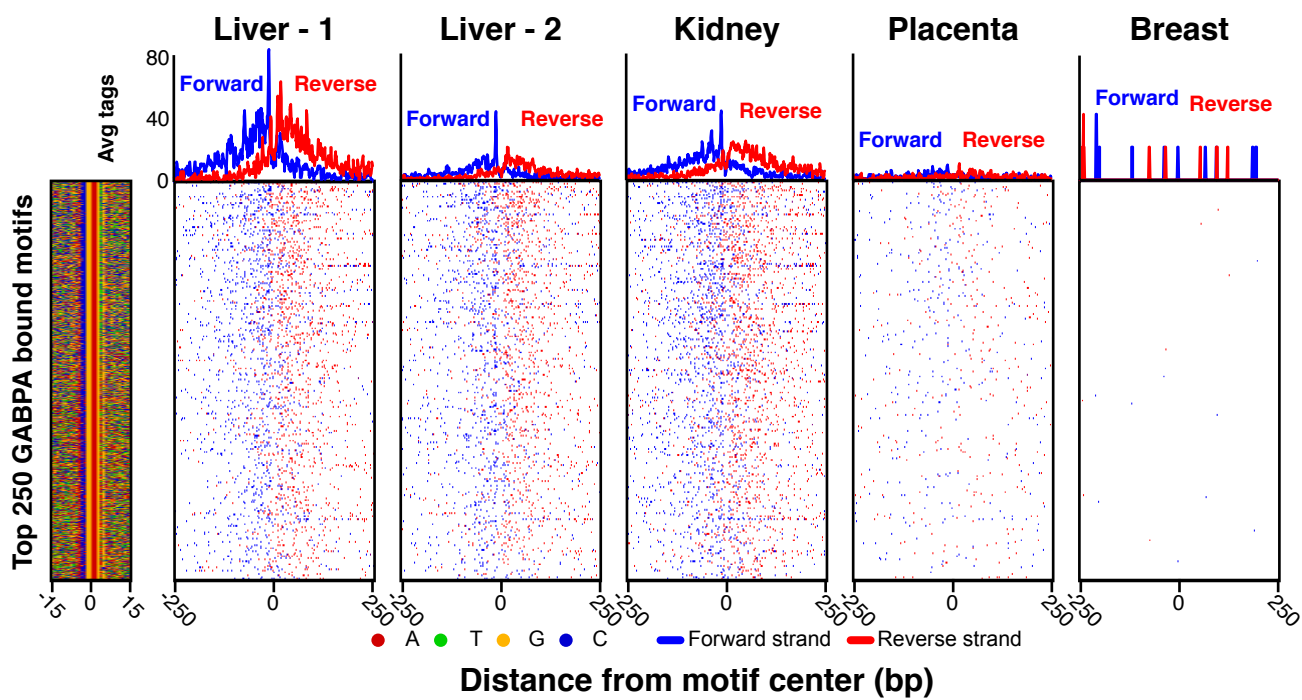 Liver - 1
Liver - 2
Kidney
Placenta
Breast
Avg tags
80
40
0
Forward
Reverse
Forward
Reverse
Forward
Reverse
Forward
Reverse
Forward
Reverse
Top 250 GABPA bound motifs
-15 0 15
-250 0 250
-250 0 250
-250 0 250
-250 0 250
-250 0 250
A T G C Forward strand Reverse strand
Distance from motif center (bp)